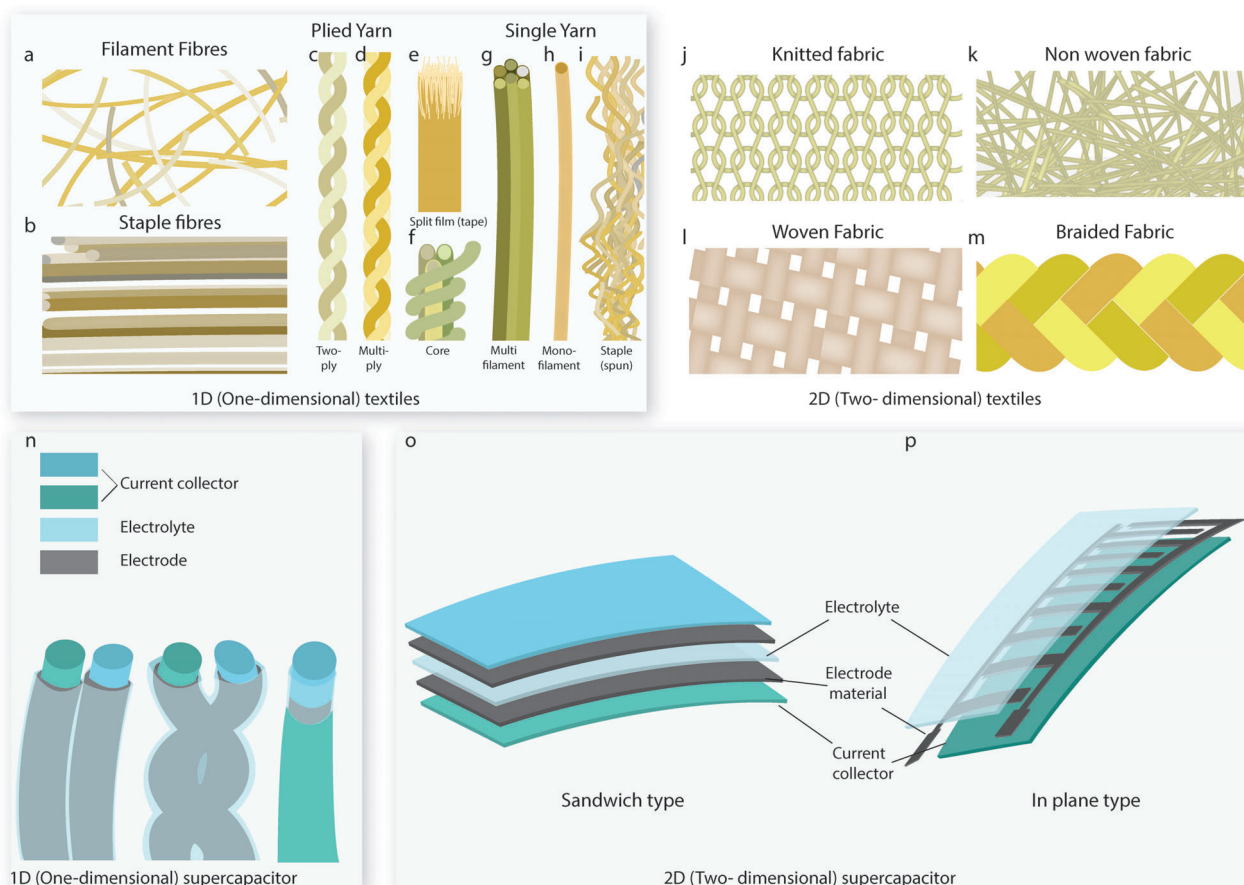 a
Filament Fibres
b
Staple fibres
Plied Yarn
c
d
Two-
ply
Multi-
ply
Single Yarn
e
Split film (tape)
f
Core
g
Multi
filament
h
Mono-
filament
i
Staple
(spun)
1D (One-dimensional) textiles
j
Knitted fabric
k
Non woven fabric
l
Woven Fabric
m
Braided Fabric
2D (Two- dimensional) textiles
n
Current collector
Electrolyte
Electrode
1D (One-dimensional) supercapacitor
o
p
Electrolyte
Electrode
material
Current
collector
Sandwich type
In plane type
2D (Two- dimensional) supercapacitor